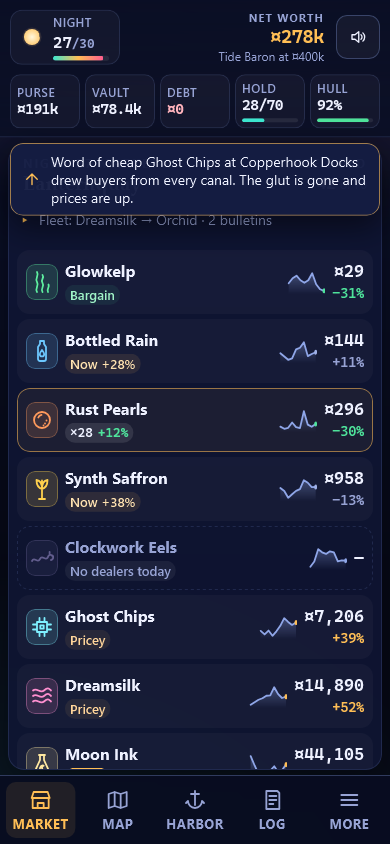 NIGHT
27/30
NET WORTH
¤278k
Tide Baron at ¤400k
PURSE
¤191k
VAULT
¤78.4k
DEBT
¤0
HOLD
28/70
HULL
92%
Word of cheap Ghost Chips at Copperhook Docks
drew buyers from every canal. The glut is gone and
prices are up.
Fleet: Dreamsilk → Orchid · 2 bulletins
Glowkelp
Bargain
¤29
−31%
Bottled Rain
Now +28%
¤144
+11%
Rust Pearls
×28 +12%
¤296
−30%
Synth Saffron
Now +38%
¤958
−13%
Clockwork Eels
No dealers today
—
Ghost Chips
Pricey
¤7,206
+39%
Dreamsilk
Pricey
¤14,890
+52%
Moon Ink
¤44,105
MARKET
MAP
HARBOR
LOG
MORE